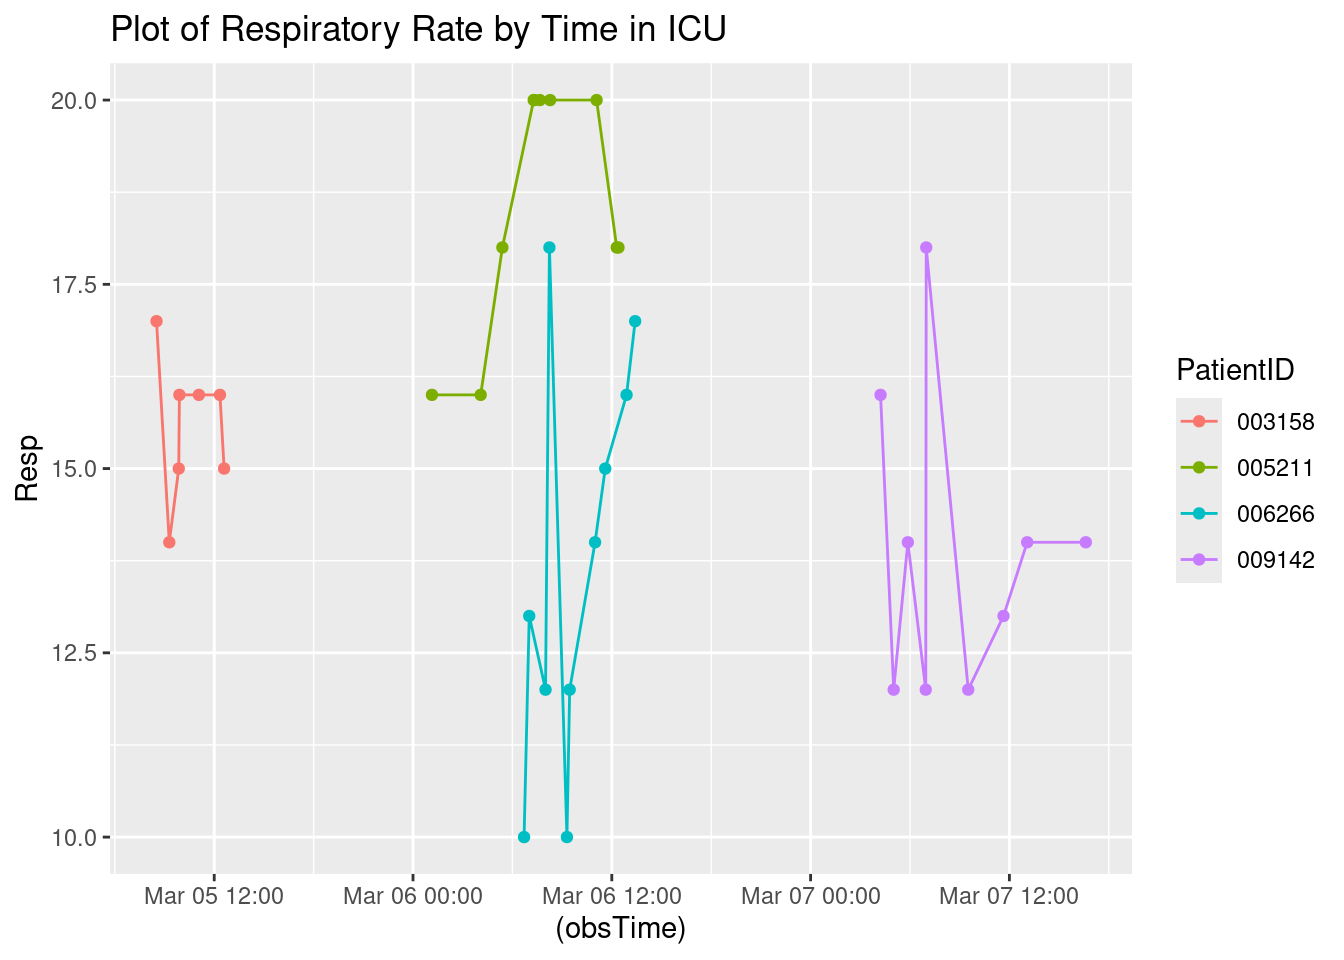 Plot of Respiratory Rate by Time in ICU
20.0
17.5
15.0
12.5
10.0
Resp
Mar 05 12:00
Mar 06 00:00
Mar 06 12:00
Mar 07 00:00
Mar 07 12:00
(obsTime)
PatientID
003158
005211
006266
009142